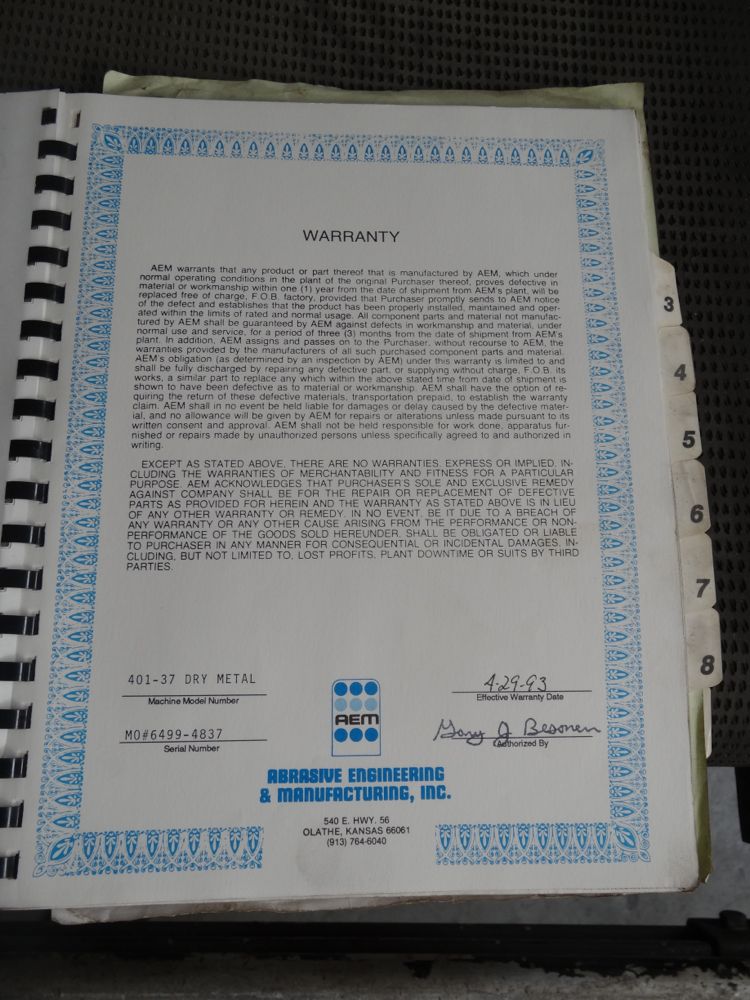 WARRANTY
AEM warrants that any product or part thereof that is manufactured by AEM, which under
normal operating conditions in the plant of the original Purchaser thereof, proves defective in
material or workmanship within one (1) year from the date of shipment from AEM's plant, will be
replaced free of charge, F.O.B. factory, provided that Purchaser promptly sends to AEM notice
of the defect and establishes that the product has been properly installed, maintained and oper-
ated within the limits of rated and normal usage. All component parts and material not manufac-
tured by AEM shall be guaranteed by AEM against defects in workmanship and material, under
normal use and service, for a period of three (3) months from the date of shipment from AEM's
plant. In addition, AEM assigns and passes on to the Purchaser, without recourse to AEM, the
warranties provided by the manufacturers of all such purchased component parts and material.
AEM's obligation (as determined by an inspection by AEM) under this warranty is limited to and
shall be fully discharged by repairing any defective part, or supplying without charge, F.O.B. its
works, a similar part to replace any which within the above stated time from date of shipment is
shown to have been defective as to material or workmanship. AEM shall have the option of re-
quiring the return of these defective materials, transportation prepaid, to establish the warranty
claim. AEM shall in no event be held liable for damages or delay caused by the defective mater-
ial, and no allowance will be given by AEM for repairs or alterations unless made pursuant to its
written consent and approval. AEM shall not be held responsible for work done, apparatus fur-
nished or repairs made by unauthorized persons unless specifically agreed to and authorized in
writing.
EXCEPT AS STATED ABOVE, THERE ARE NO WARRANTIES, EXPRESS OR IMPLIED, IN-
CLUDING THE WARRANTIES OF MERCHANTABILITY AND FITNESS FOR A PARTICULAR
PURPOSE. AEM ACKNOWLEDGES THAT PURCHASER'S SOLE AND EXCLUSIVE REMEDY
AGAINST COMPANY SHALL BE FOR THE REPAIR OR REPLACEMENT OF DEFECTIVE
PARTS AS PROVIDED FOR HEREIN AND THE WARRANTY AS STATED ABOVE IS IN LIEU
OF ANY OTHER WARRANTY OR REMEDY. IN NO EVENT, BE IT DUE TO A BREACH OF
ANY WARRANTY OR ANY OTHER CAUSE ARISING FROM THE PERFORMANCE OR NON-
PERFORMANCE OF THE GOODS SOLD HEREUNDER, SHALL BE OBLIGATED OR LIABLE
TO PURCHASER IN ANY MANNER FOR CONSEQUENTIAL OR INCIDENTAL DAMAGES, IN-
CLUDING, BUT NOT LIMITED TO, LOST PROFITS, PLANT DOWNTIME OR SUITS BY THIRD
PARTIES.
401-37 DRY METAL
Machine Model Number
4-29-93
Effective Warranty Date
MO#6499-4837
Serial Number
Gary J Besonen
Authorized By
AEM
ABRASIVE ENGINEERING
& MANUFACTURING, INC.
540 E. HWY. 56
OLATHE, KANSAS 66061
(913) 764-6040
3
4
5
6
7
8